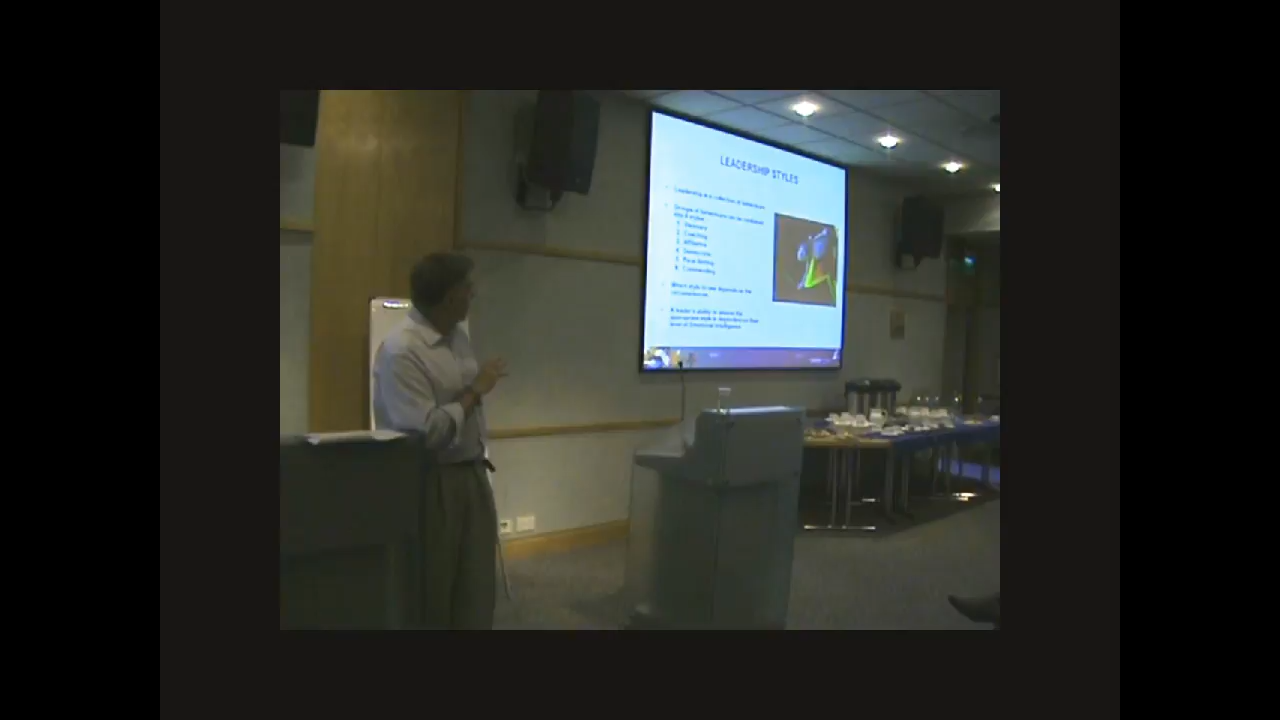 LEADERSHIP STYLES
Leadership is a collection of behaviours
Groups of behaviours can be combined
into 6 styles
1. Visionary
2. Coaching
3. Affiliative
4. Democratic
5. Pace Setting
6. Commanding
Which style to use depends on the
circumstances
A leader's ability to choose the
appropriate style is dependent on their
level of Emotional Intelligence